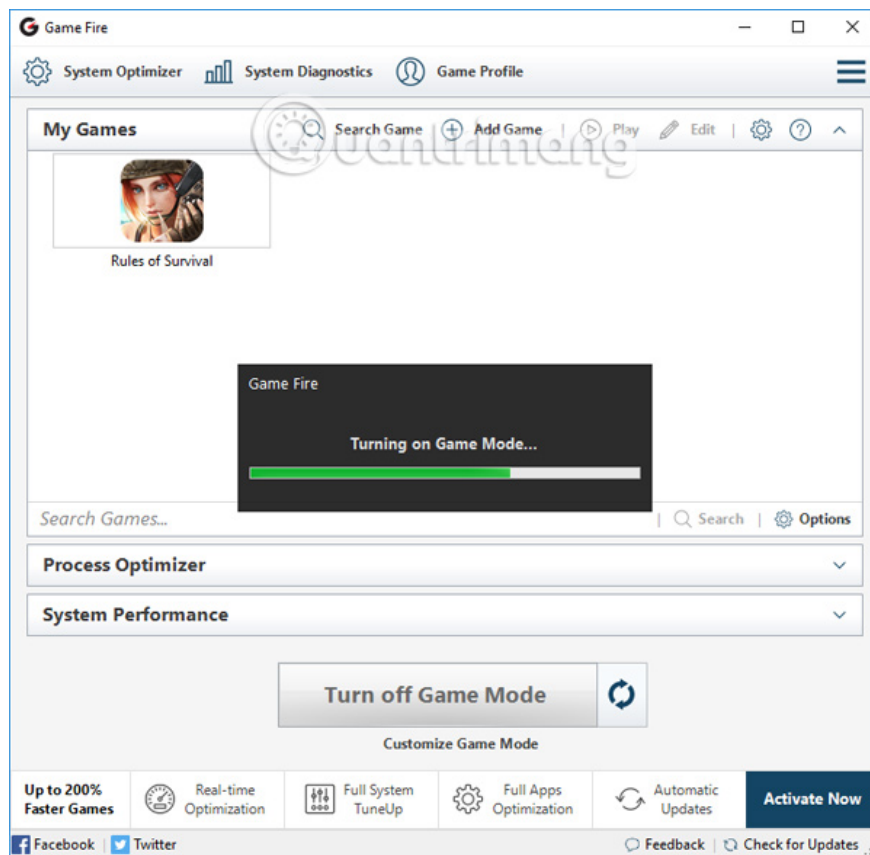 Game Fire
System Optimizer System Diagnostics Game Profile
My Games Search Game Add Game | Play Edit |
Quantrimang
Rules of Survival
Game Fire
Turning on Game Mode...
Search Games... | Search | Options
Process Optimizer
System Performance
Turn off Game Mode
Customize Game Mode
Up to 200%
Faster Games
Real-time
Optimization
Full System
TuneUp
Full Apps
Optimization
Automatic
Updates
Activate Now
Facebook | Twitter Feedback | Check for Updates